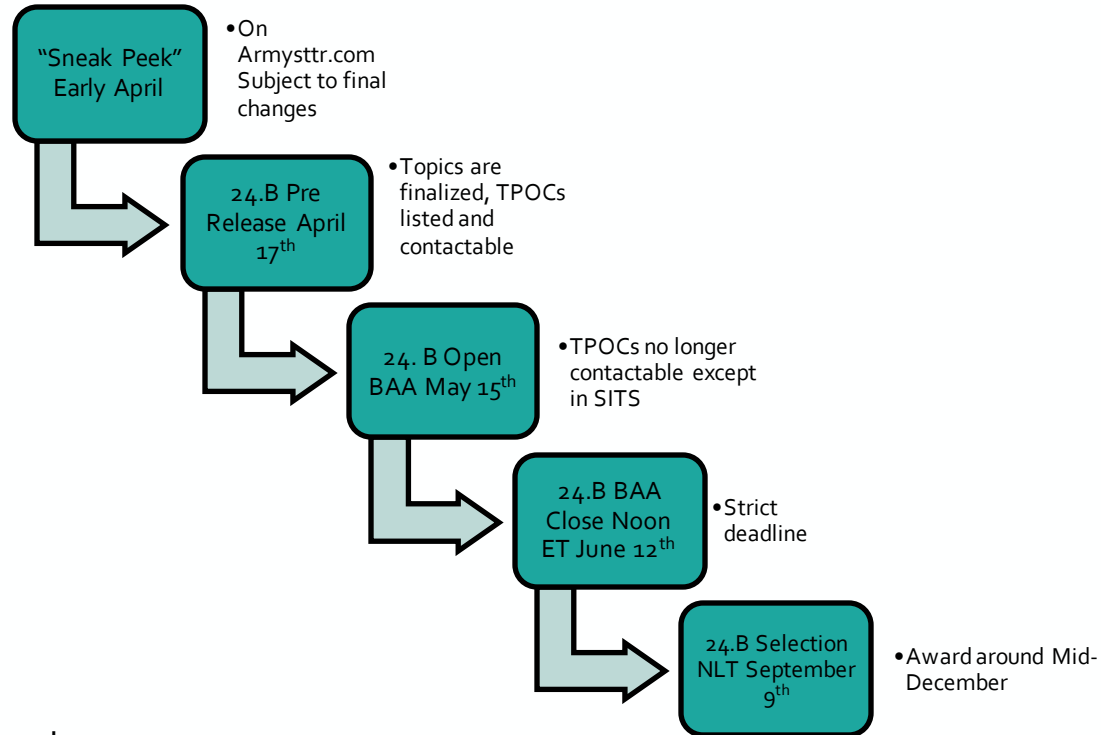 “Sneak Peek”
Early April
•On
Armysttr.com
Subject to final
changes
24.B Pre
Release April
17th
•Topics are
finalized, TPOCs
listed and
contactable
24. B Open
BAA May 15th
•TPOCs no longer
contactable except
in SITS
24.B BAA
Close Noon
ET June 12th
•Strict
deadline
24.B Selection
NLT September
9th
•Award around Mid-
December